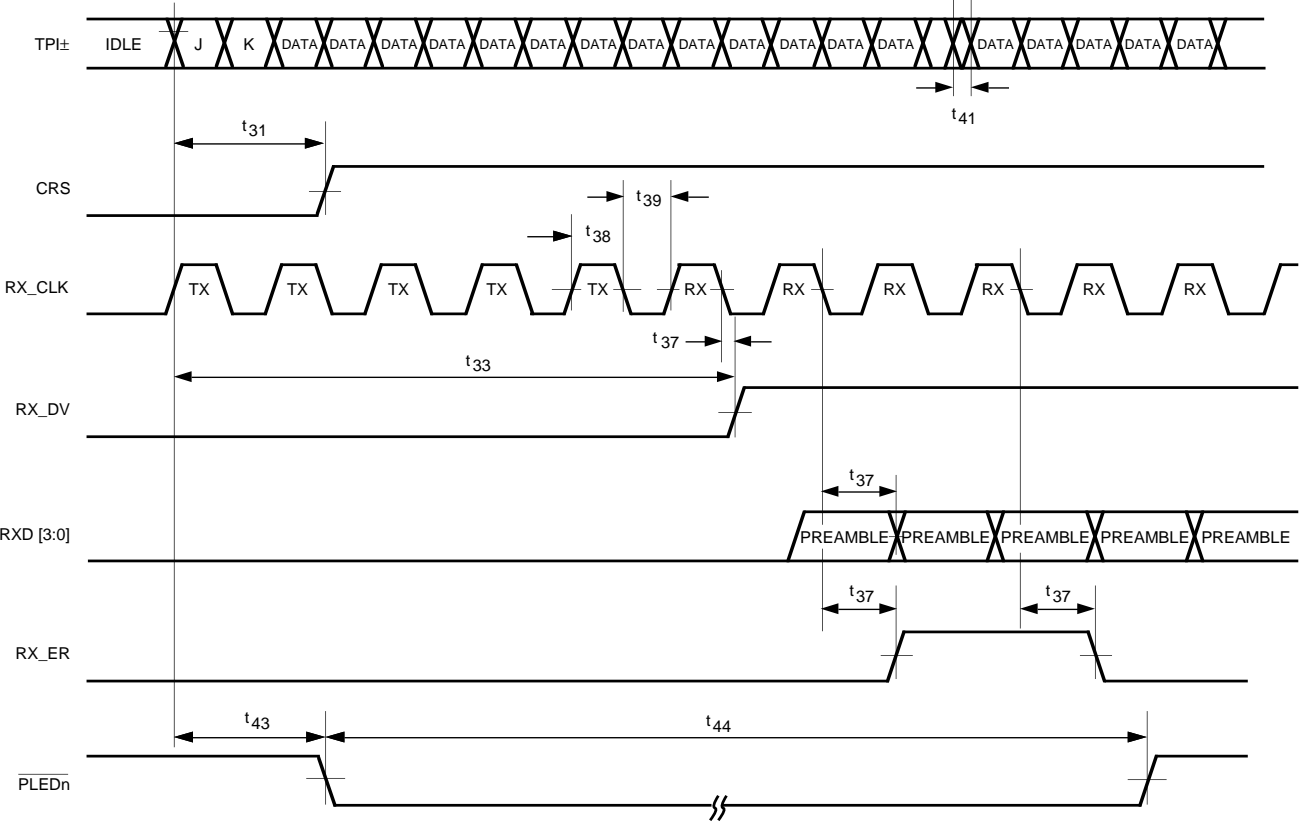 TPI± IDLE J K DATA DATA DATA DATA DATA DATA DATA DATA DATA DATA DATA DATA DATA DATA DATA DATA DATA DATA
t41
t31
CRS
t39
t38
RX_CLK TX TX TX TX TX RX RX RX RX RX RX
t37
t33
RX_DV
t37
RXD [3:0] PREAMBLE PREAMBLE PREAMBLE PREAMBLE PREAMBLE
t37 t37
RX_ER
t43 t44
PLEDn